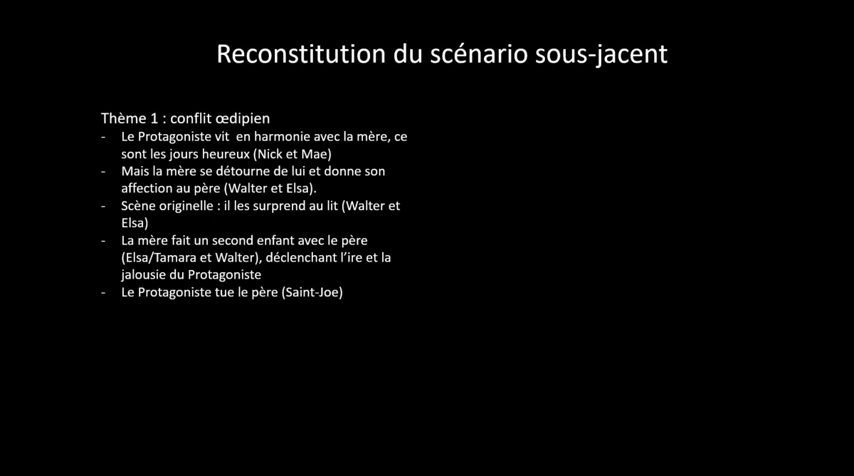 Reconstitution du scénario sous-jacent
Thème 1 : conflit œdipien
- Le Protagoniste vit en harmonie avec la mère, ce
sont les jours heureux (Nick et Mae)
- Mais la mère se détourne de lui et donne son
affection au père (Walter et Elsa).
- Scène originelle : il les surprend au lit (Walter et
Elsa)
- La mère fait un second enfant avec le père
(Elsa/Tamara et Walter), déclenchant l’ire et la
jalousie du Protagoniste
- Le Protagoniste tue le père (Saint-Joe)